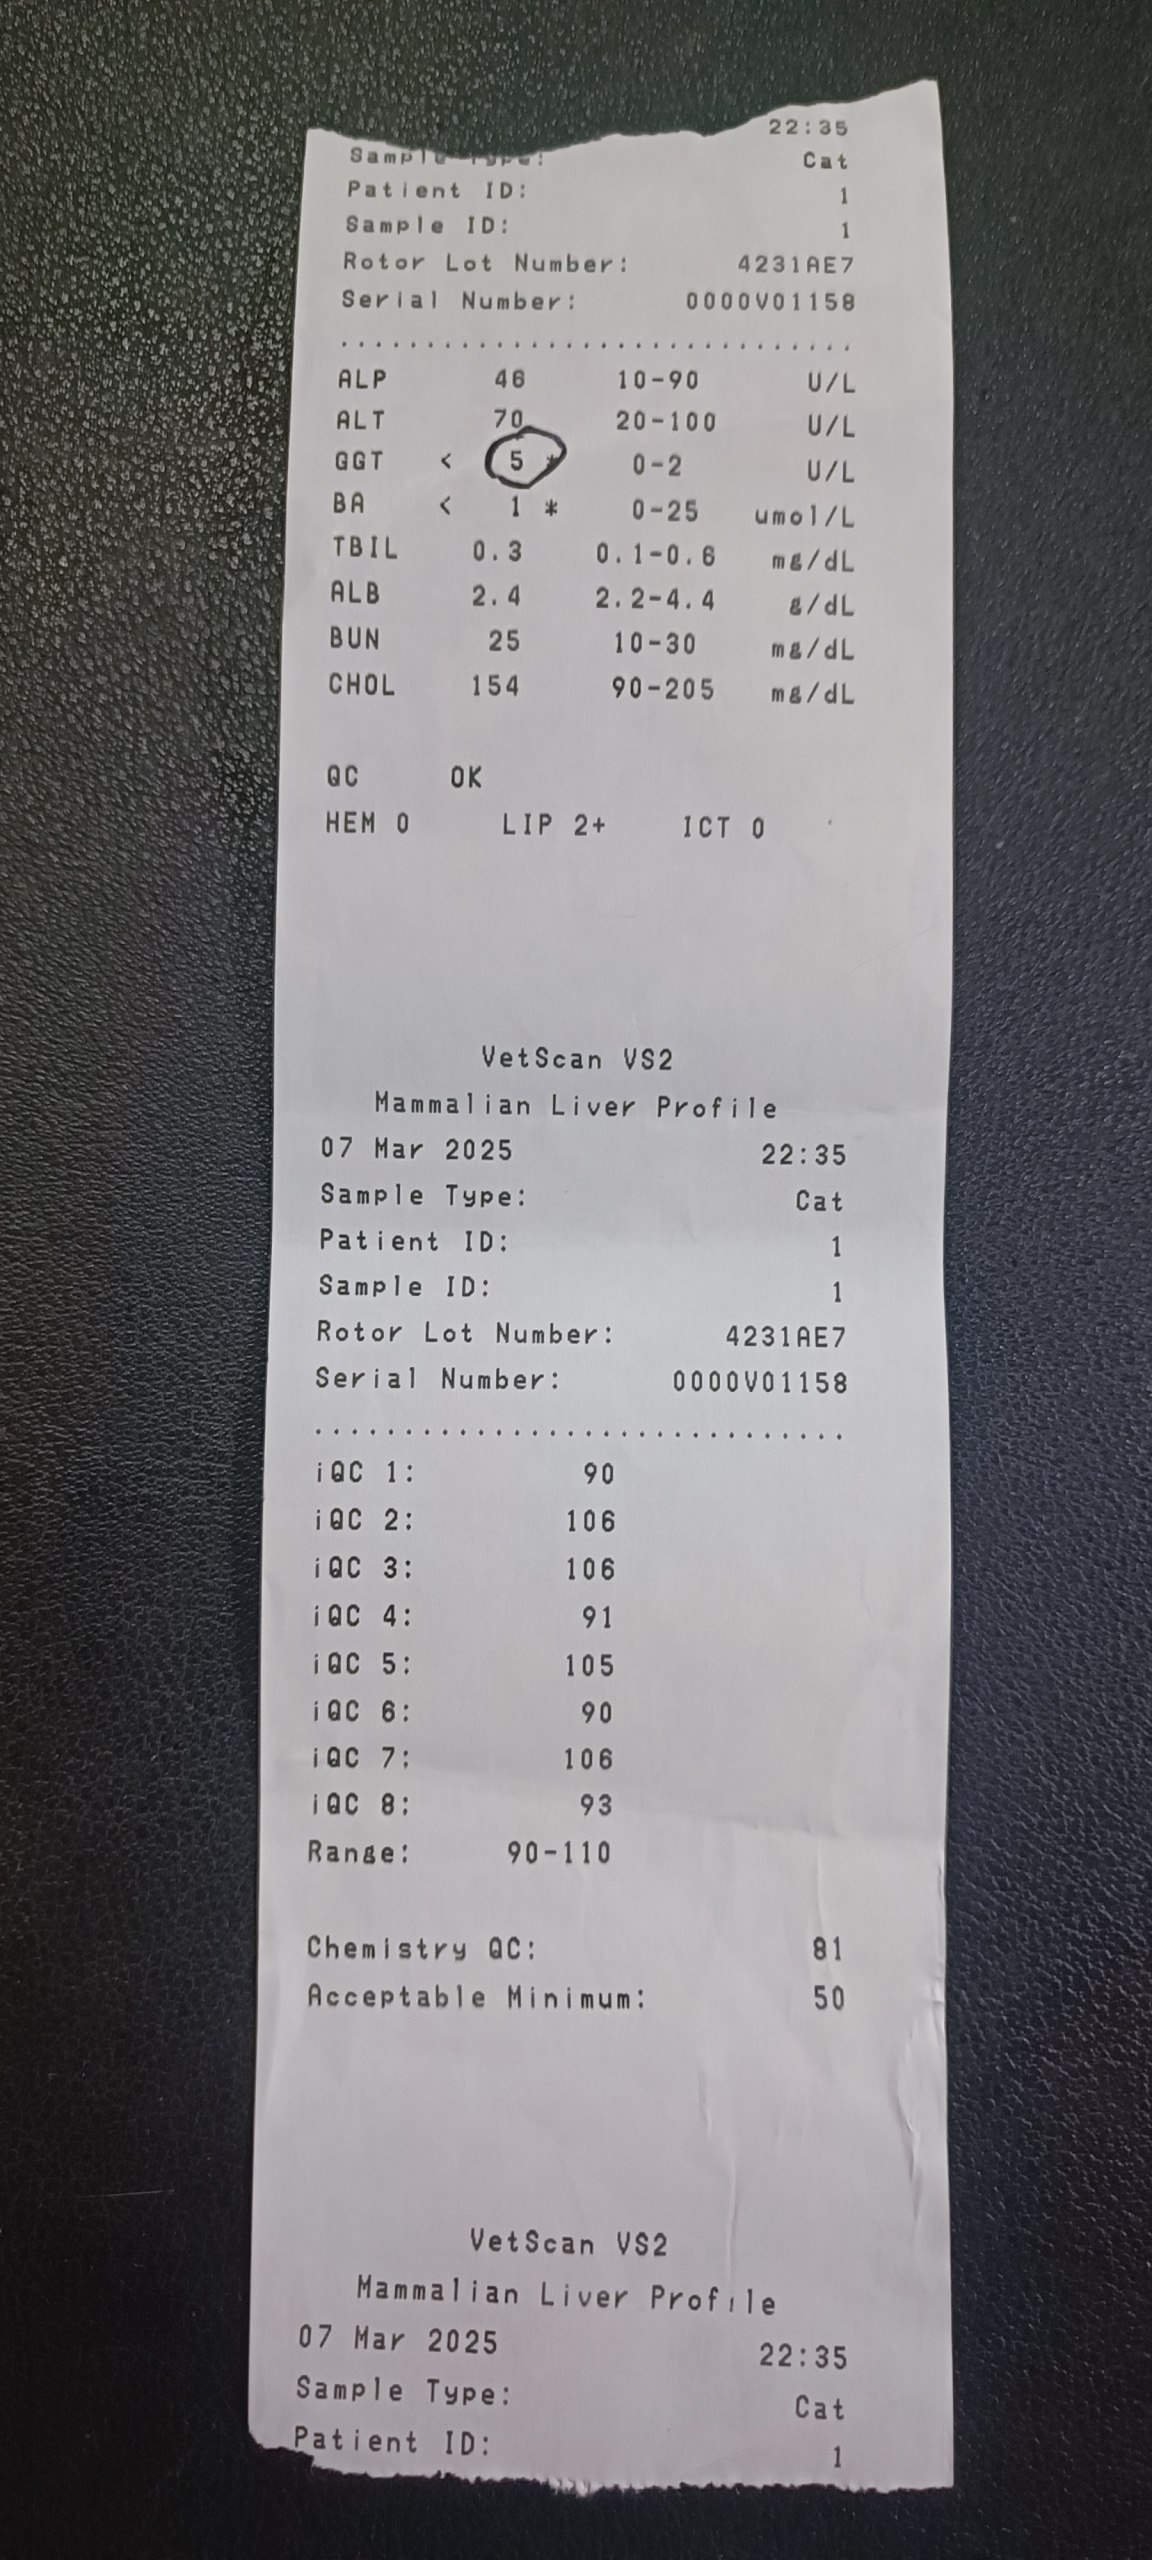 22:35
Sample Type: Cat
Patient ID: 1
Sample ID: 1
Rotor Lot Number: 4231AE7
Serial Number: 0000V01158
..............................
ALP 46 10-90 U/L
ALT 70 20-100 U/L
GGT < 5 * 0-2 U/L
BA < 1 * 0-25 umol/L
TBIL 0.3 0.1-0.6 mg/dL
ALB 2.4 2.2-4.4 g/dL
BUN 25 10-30 mg/dL
CHOL 154 90-205 mg/dL
QC OK
HEM 0 LIP 2+ ICT 0
VetScan VS2
Mammalian Liver Profile
07 Mar 2025 22:35
Sample Type: Cat
Patient ID: 1
Sample ID: 1
Rotor Lot Number: 4231AE7
Serial Number: 0000V01158
..............................
iQC 1: 90
iQC 2: 106
iQC 3: 106
iQC 4: 91
iQC 5: 105
iQC 6: 90
iQC 7: 106
iQC 8: 93
Range: 90-110
Chemistry QC: 81
Acceptable Minimum: 50
VetScan VS2
Mammalian Liver Profile
07 Mar 2025 22:35
Sample Type: Cat
Patient ID: 1